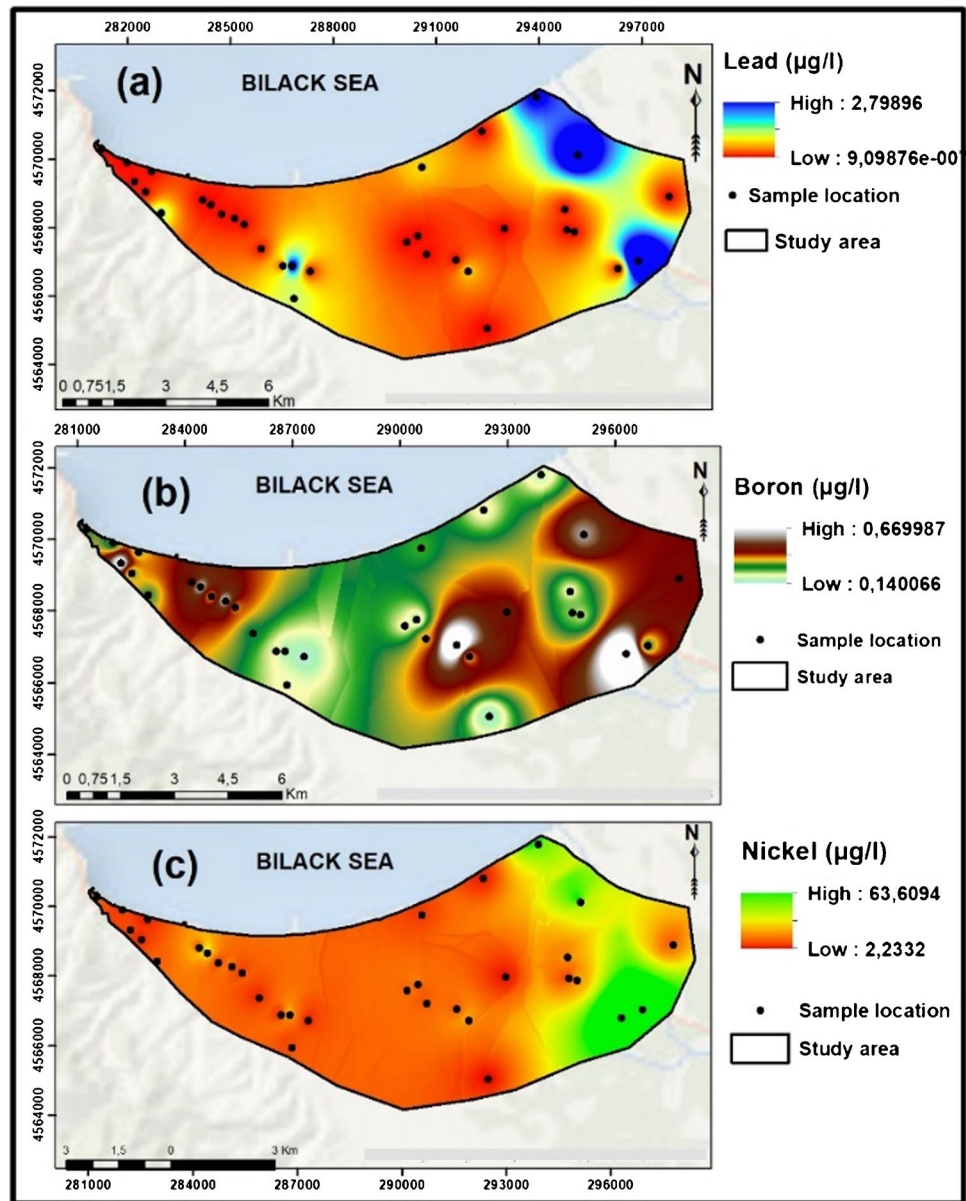 282000 285000 288000 291000 294000 297000
(a)
BILACK SEA
N
4572000
4570000
4568000
4566000
4564000
0 0,75 1,5 3 4,5 6
Km
Lead (µg/l)
High : 2,79896
Low : 9,09876e-00
Sample location
Study area
281000 284000 287000 290000 293000 296000
(b)
BILACK SEA
N
4572000
4570000
4568000
4566000
4564000
0 0,75 1,5 3 4,5 6
Km
Boron (µg/l)
High : 0,669987
Low : 0,140066
Sample location
Study area
(c)
BILACK SEA
N
4572000
4570000
4568000
4566000
4564000
3 1,5 0 3 Km
281000 284000 287000 290000 293000 296000
Nickel (µg/l)
High : 63,6094
Low : 2,2332
Sample location
Study area